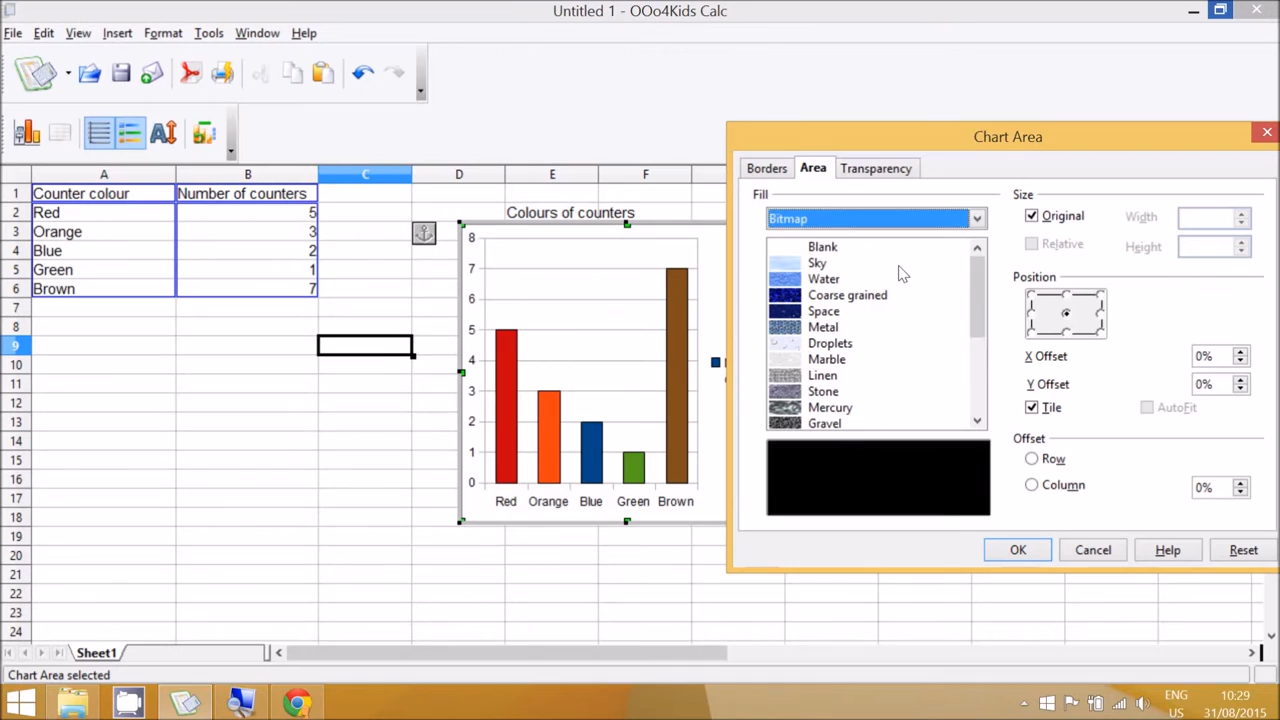 Untitled 1 - OOo4Kids Calc
File Edit View Insert Format Tools Window Help
A B C D E F
1 Counter colour Number of counters
2 Red 5
3 Orange 3
4 Blue 2
5 Green 1
6 Brown 7
7
8
9
10
11
12
13
14
15
16
17
18
19
20
21
22
23
24
Colours of counters
8
7
6
5
4
3
2
1
0
Red Orange Blue Green Brown
Chart Area
Borders Area Transparency
Fill
Bitmap
Blank
Sky
Water
Coarse grained
Space
Metal
Droplets
Marble
Linen
Stone
Mercury
Gravel
Size
Original Width
Relative Height
Position
X Offset 0%
Y Offset 0%
Tile AutoFit
Offset
Row
Column 0%
OK Cancel Help Reset
Sheet1
Chart Area selected
ENG 10:29
US 31/08/2015